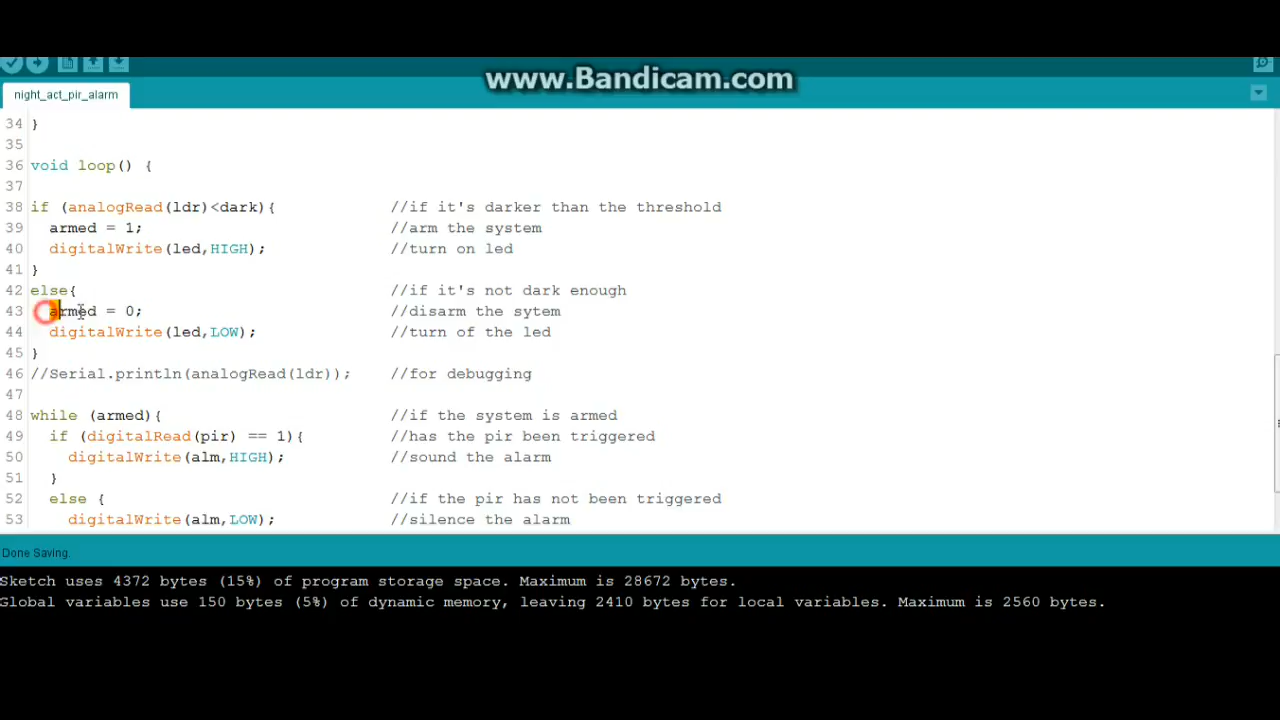 www.Bandicam.com
night_act_pir_alarm
34 }
35
36 void loop() {
37
38 if (analogRead(ldr)<dark){ //if it's darker than the threshold
39 armed = 1; //arm the system
40 digitalWrite(led,HIGH); //turn on led
41 }
42 else{ //if it's not dark enough
43 armed = 0; //disarm the sytem
44 digitalWrite(led,LOW); //turn of the led
45 }
46 //Serial.println(analogRead(ldr)); //for debugging
47
48 while (armed){ //if the system is armed
49 if (digitalRead(pir) == 1){ //has the pir been triggered
50 digitalWrite(alm,HIGH); //sound the alarm
51 }
52 else { //if the pir has not been triggered
53 digitalWrite(alm,LOW); //silence the alarm
Done Saving.
Sketch uses 4372 bytes (15%) of program storage space. Maximum is 28672 bytes.
Global variables use 150 bytes (5%) of dynamic memory, leaving 2410 bytes for local variables. Maximum is 2560 bytes.